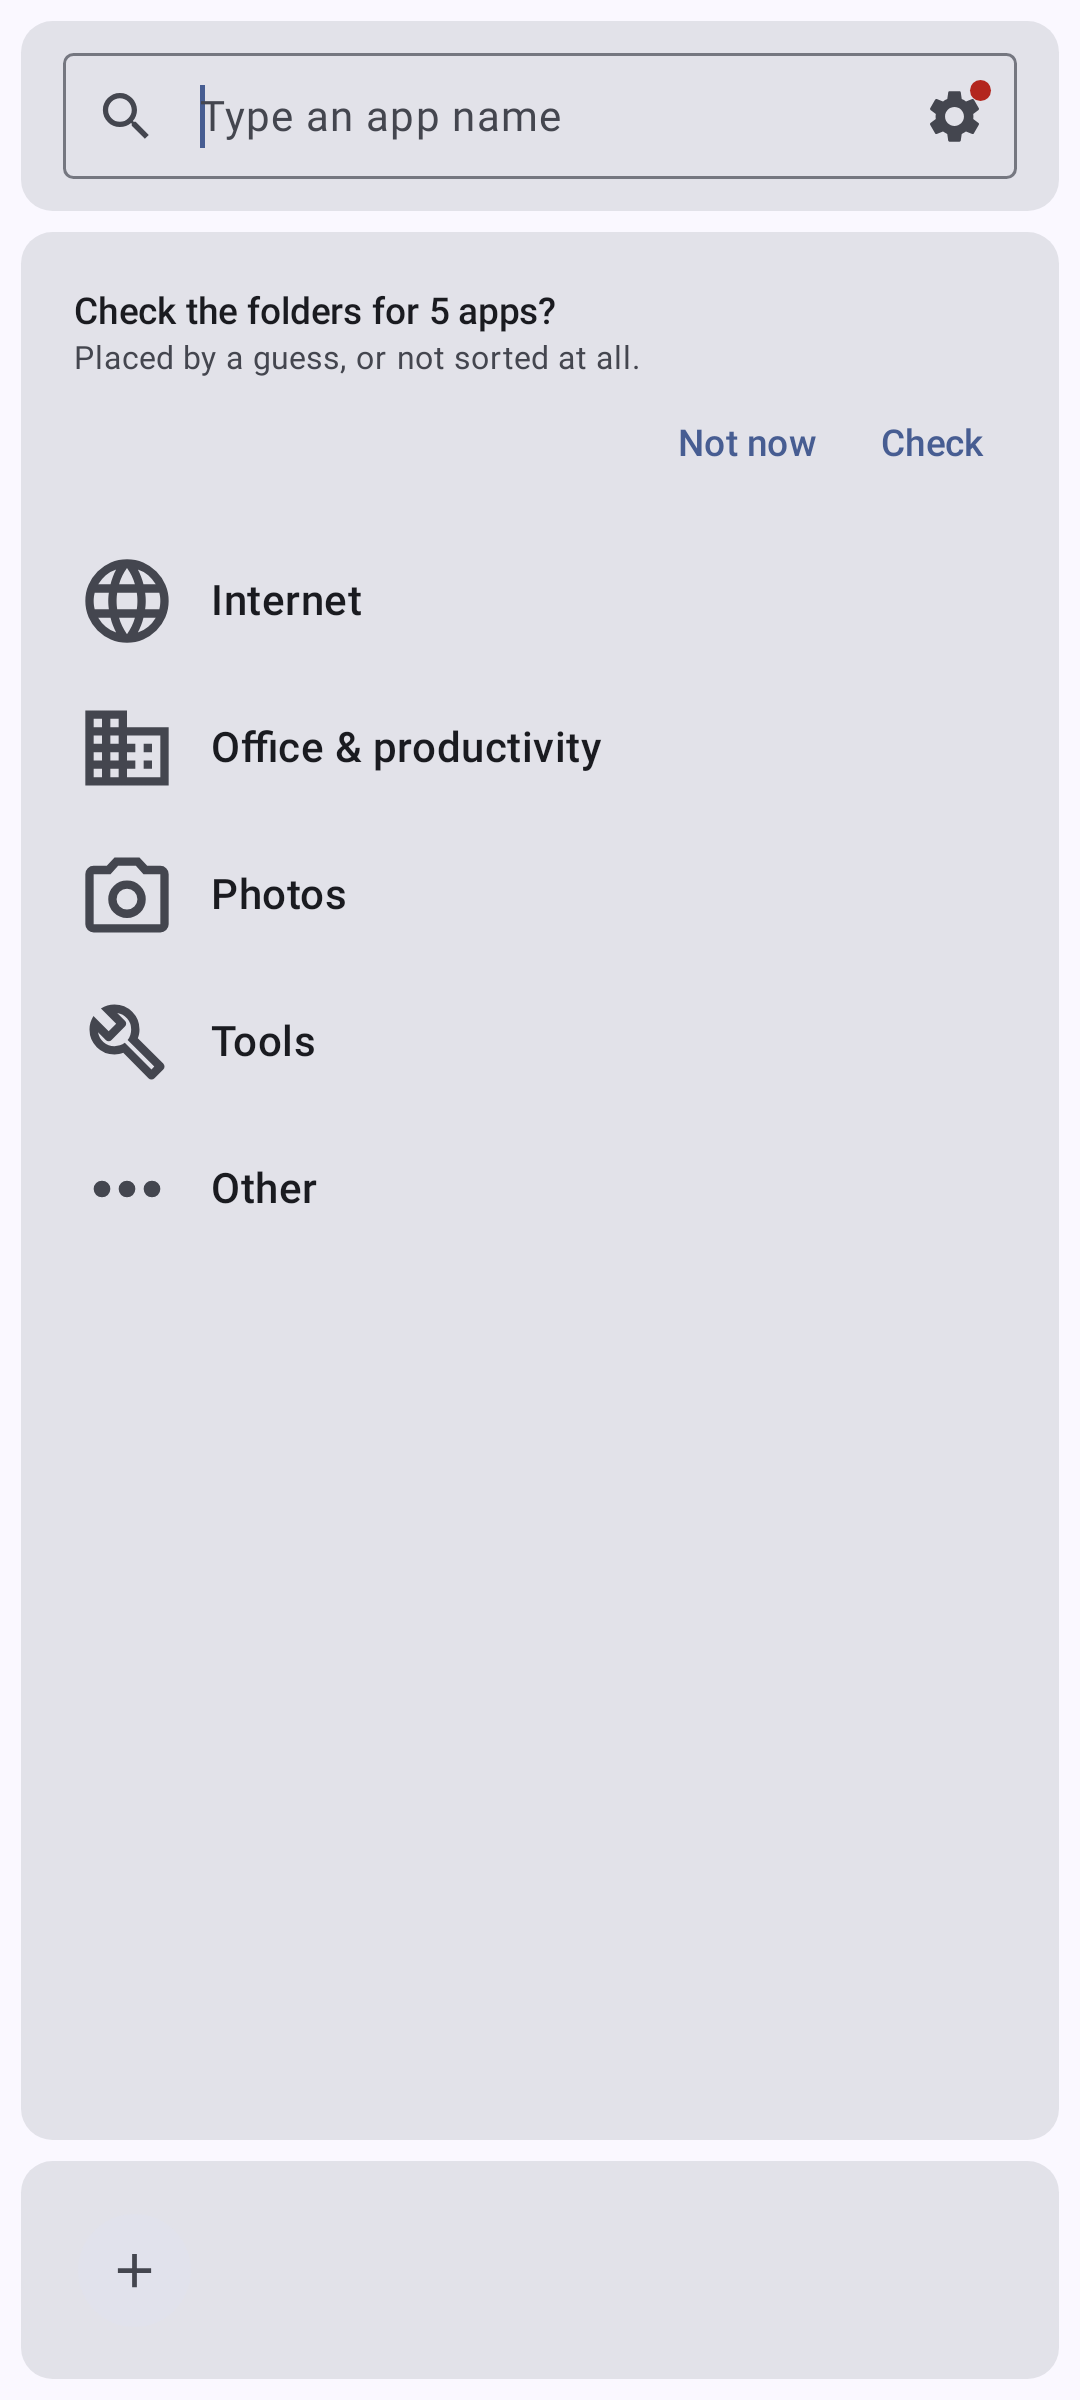 Type an app name
Check the folders for 5 apps?
Placed by a guess, or not sorted at all.
Not now Check
Internet
Office & productivity
Photos
Tools
Other